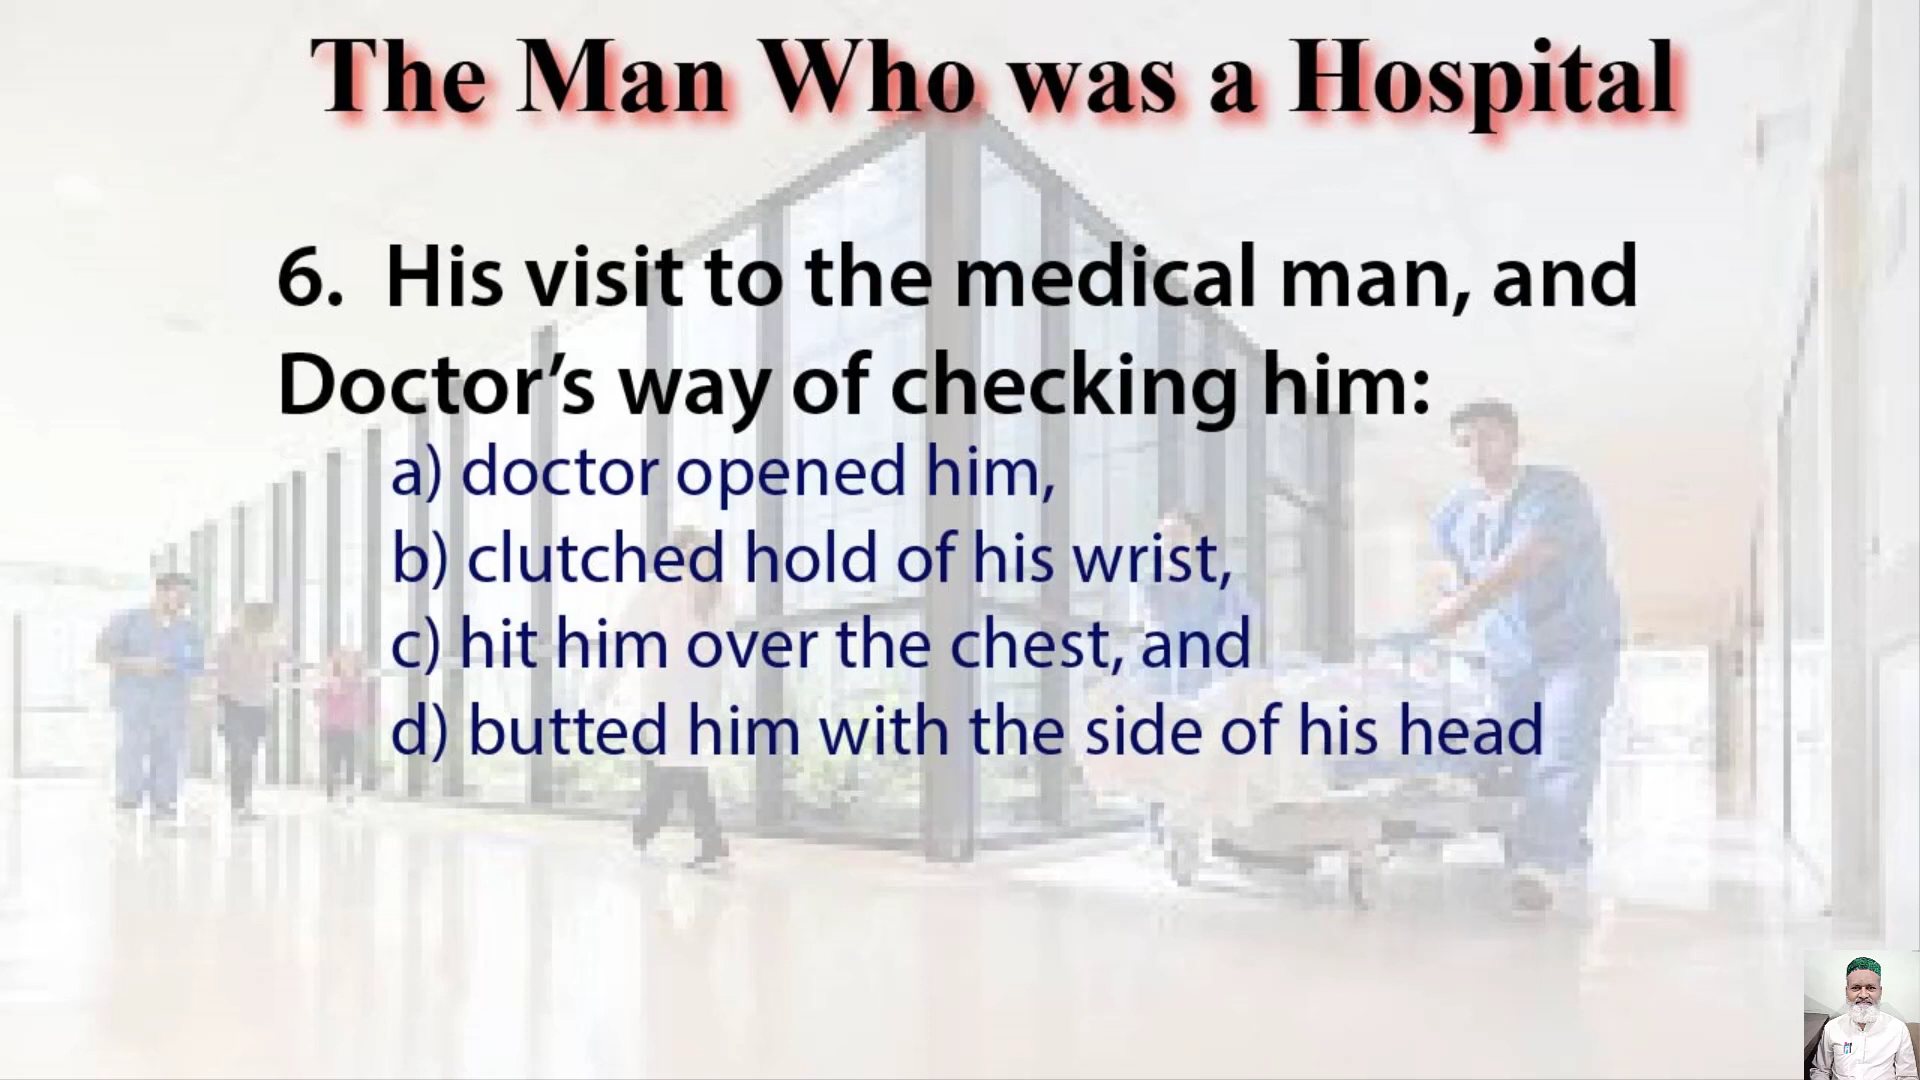 The Man Who was a Hospital
6. His visit to the medical man, and
Doctor’s way of checking him:
a) doctor opened him,
b) clutched hold of his wrist,
c) hit him over the chest, and
d) butted him with the side of his head